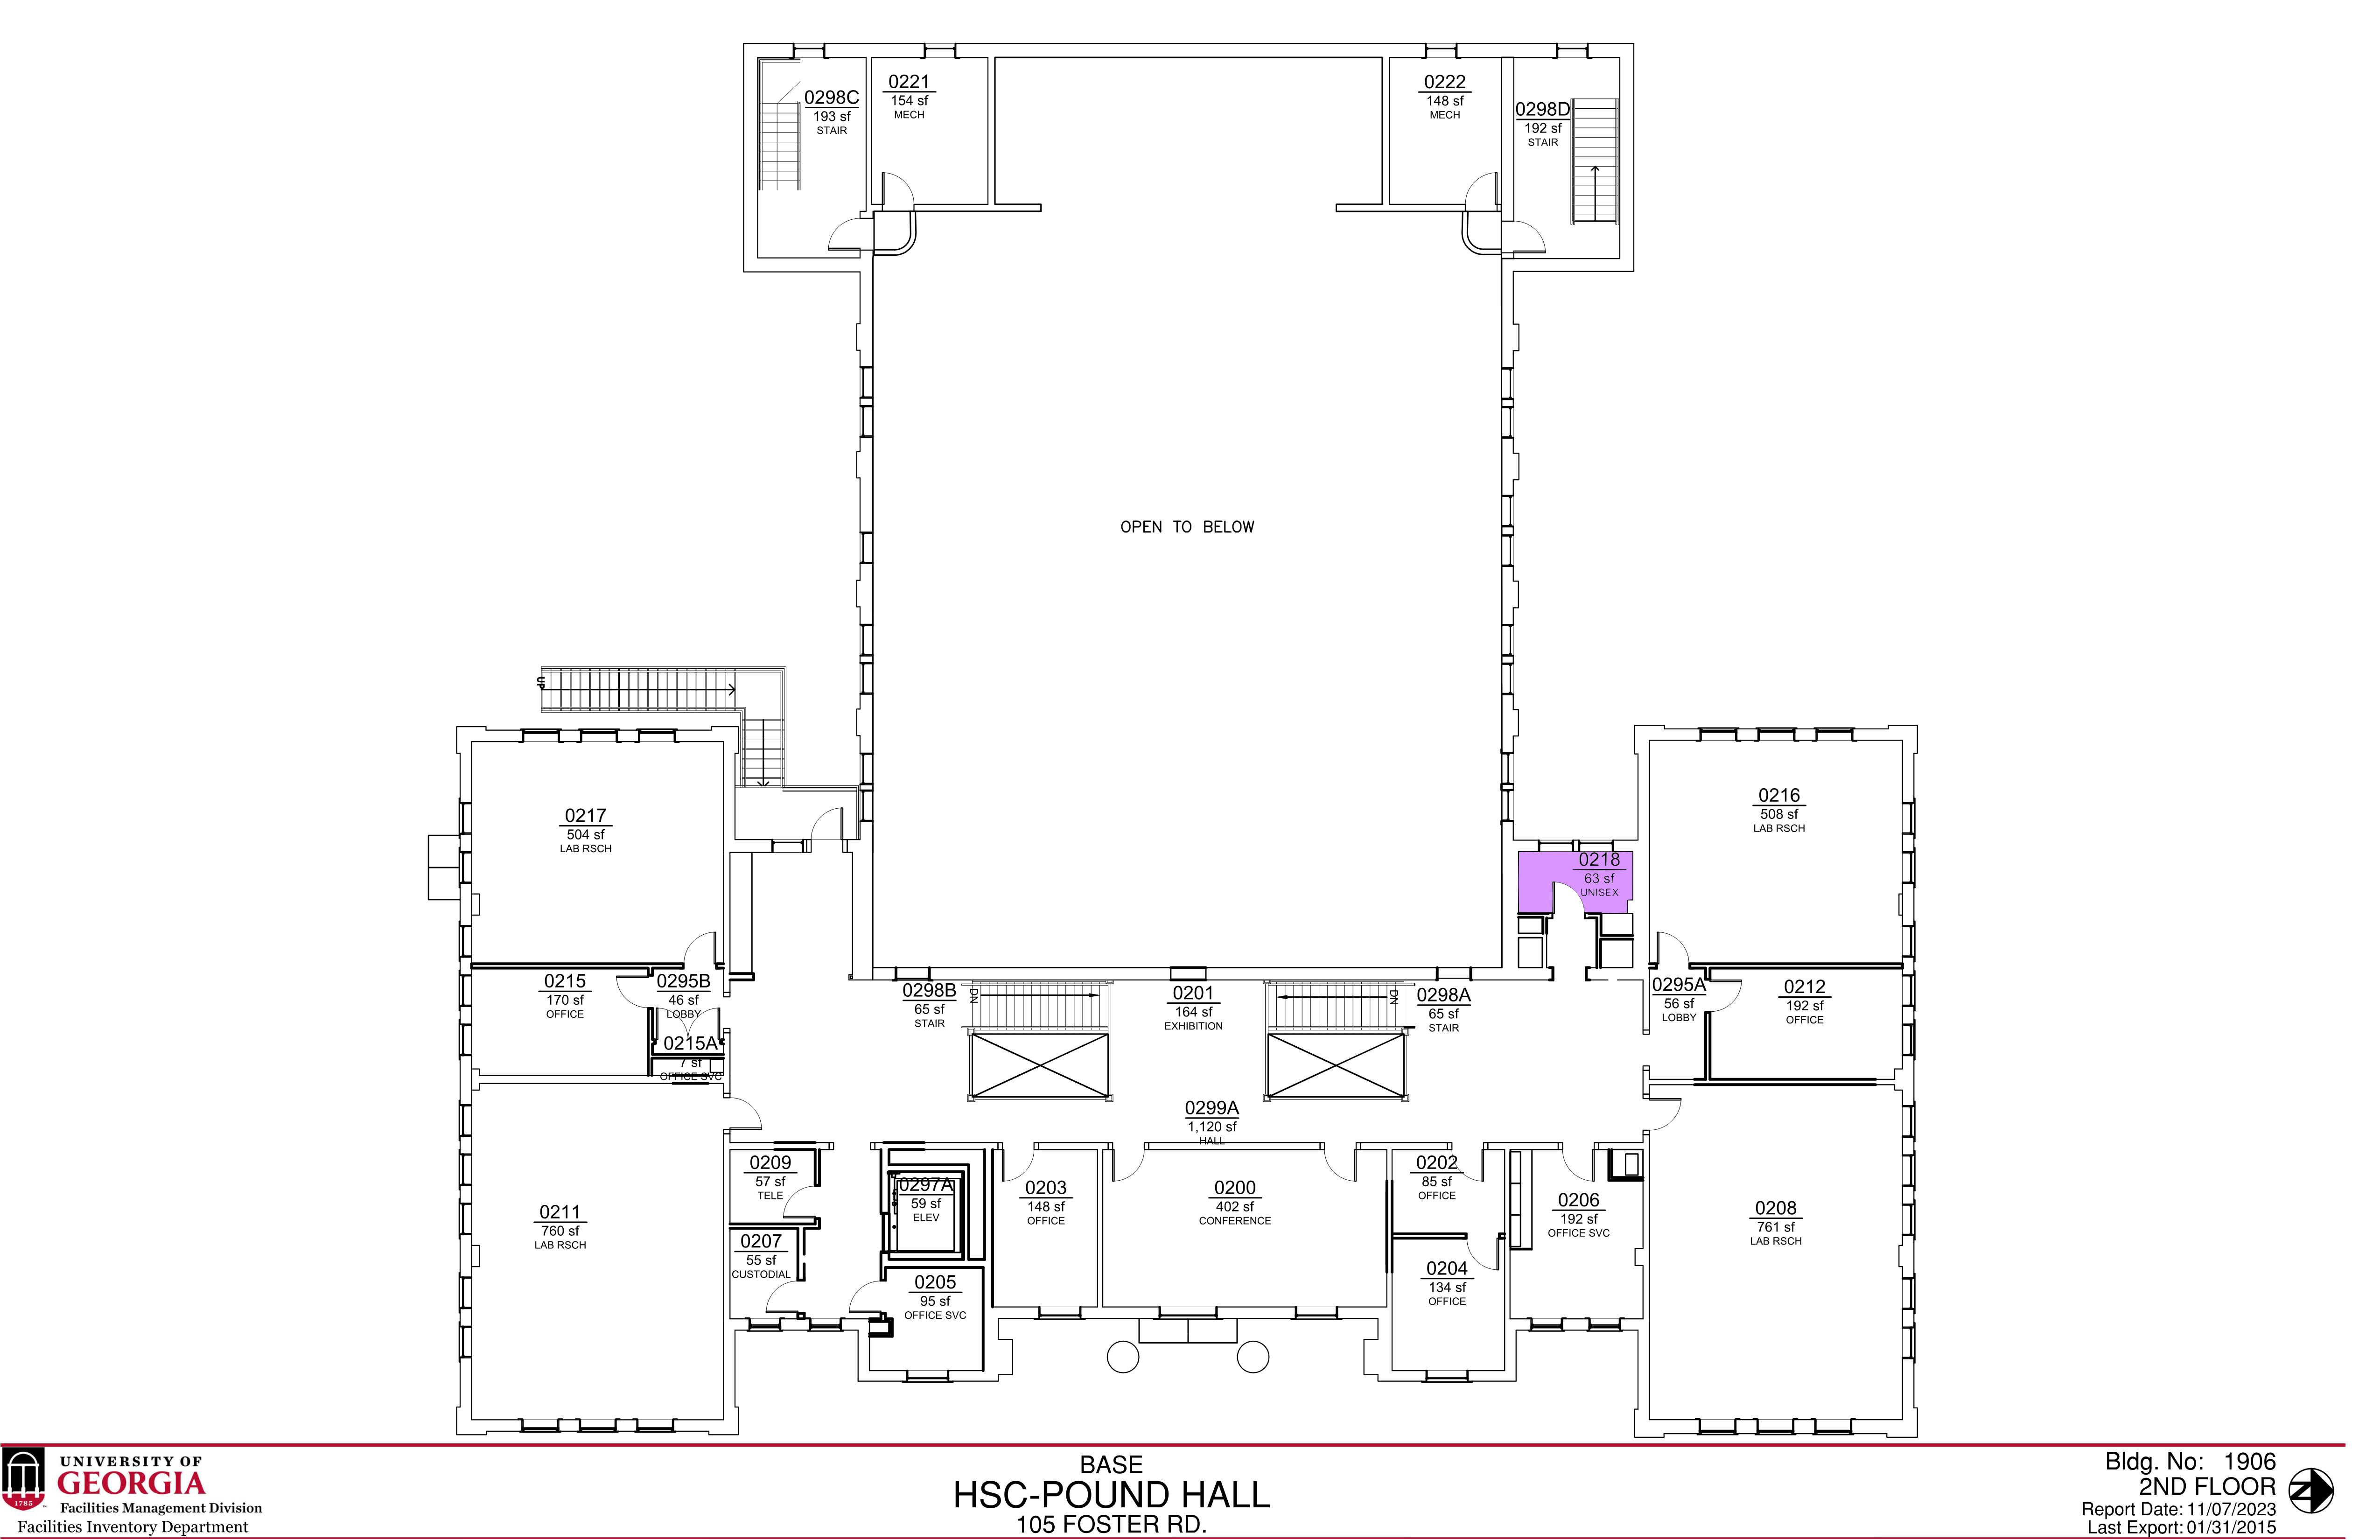 0298C
193 sf
STAIR
0221
154 sf
MECH
0222
148 sf
MECH
0298D
192 sf
STAIR
OPEN TO BELOW
UP
0217
504 sf
LAB RSCH
0216
508 sf
LAB RSCH
0218
63 sf
UNISEX
0215
170 sf
OFFICE
0295B
46 sf
LOBBY
0215A
7 sf
OFFICE SVC
0298B
65 sf
STAIR
DN
0201
164 sf
EXHIBITION
DN
0298A
65 sf
STAIR
0295A
56 sf
LOBBY
0212
192 sf
OFFICE
0299A
1,120 sf
HALL
0211
760 sf
LAB RSCH
0209
57 sf
TELE
0207
55 sf
CUSTODIAL
0297A
59 sf
ELEV
0205
95 sf
OFFICE SVC
0203
148 sf
OFFICE
0200
402 sf
CONFERENCE
0202
85 sf
OFFICE
0204
134 sf
OFFICE
0206
192 sf
OFFICE SVC
0208
761 sf
LAB RSCH
1785
UNIVERSITY OF
GEORGIA
Facilities Management Division
Facilities Inventory Department
BASE
HSC-POUND HALL
105 FOSTER RD.
Bldg. No: 1906
2ND FLOOR
Report Date: 11/07/2023
Last Export: 01/31/2015
N